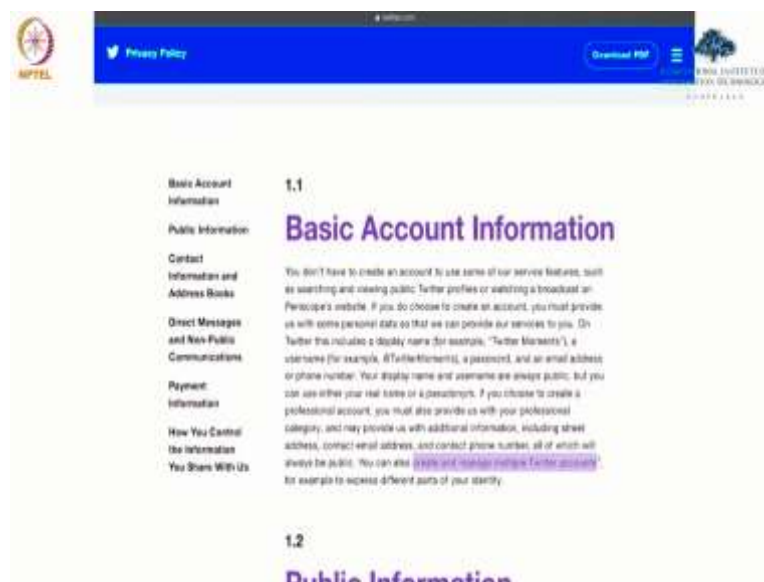 twitter.com
NPTEL
Privacy Policy
Download PDF
Basic Account
Information
Public Information
Contact
Information and
Address Books
Direct Messages
and Non-Public
Communications
Payment
Information
How You Control
the Information
You Share With Us
1.1
Basic Account Information
You don't have to create an account to use some of our service features, such
as searching and viewing public Twitter profiles or watching a broadcast on
Periscope's website. If you do choose to create an account, you must provide
us with some personal data so that we can provide our services to you. On
Twitter this includes a display name (for example, "Twitter Moments"), a
username (for example, @TwitterMoments), a password, and an email address
or phone number. Your display name and username are always public, but you
can use either your real name or a pseudonym. If you choose to create a
professional account, you must also provide us with your professional
category, and may provide us with additional information, including street
address, contact email address, and contact phone number, all of which will
always be public. You can also create and manage multiple Twitter accounts
for example to express different parts of your identity.
1.2
Public Information